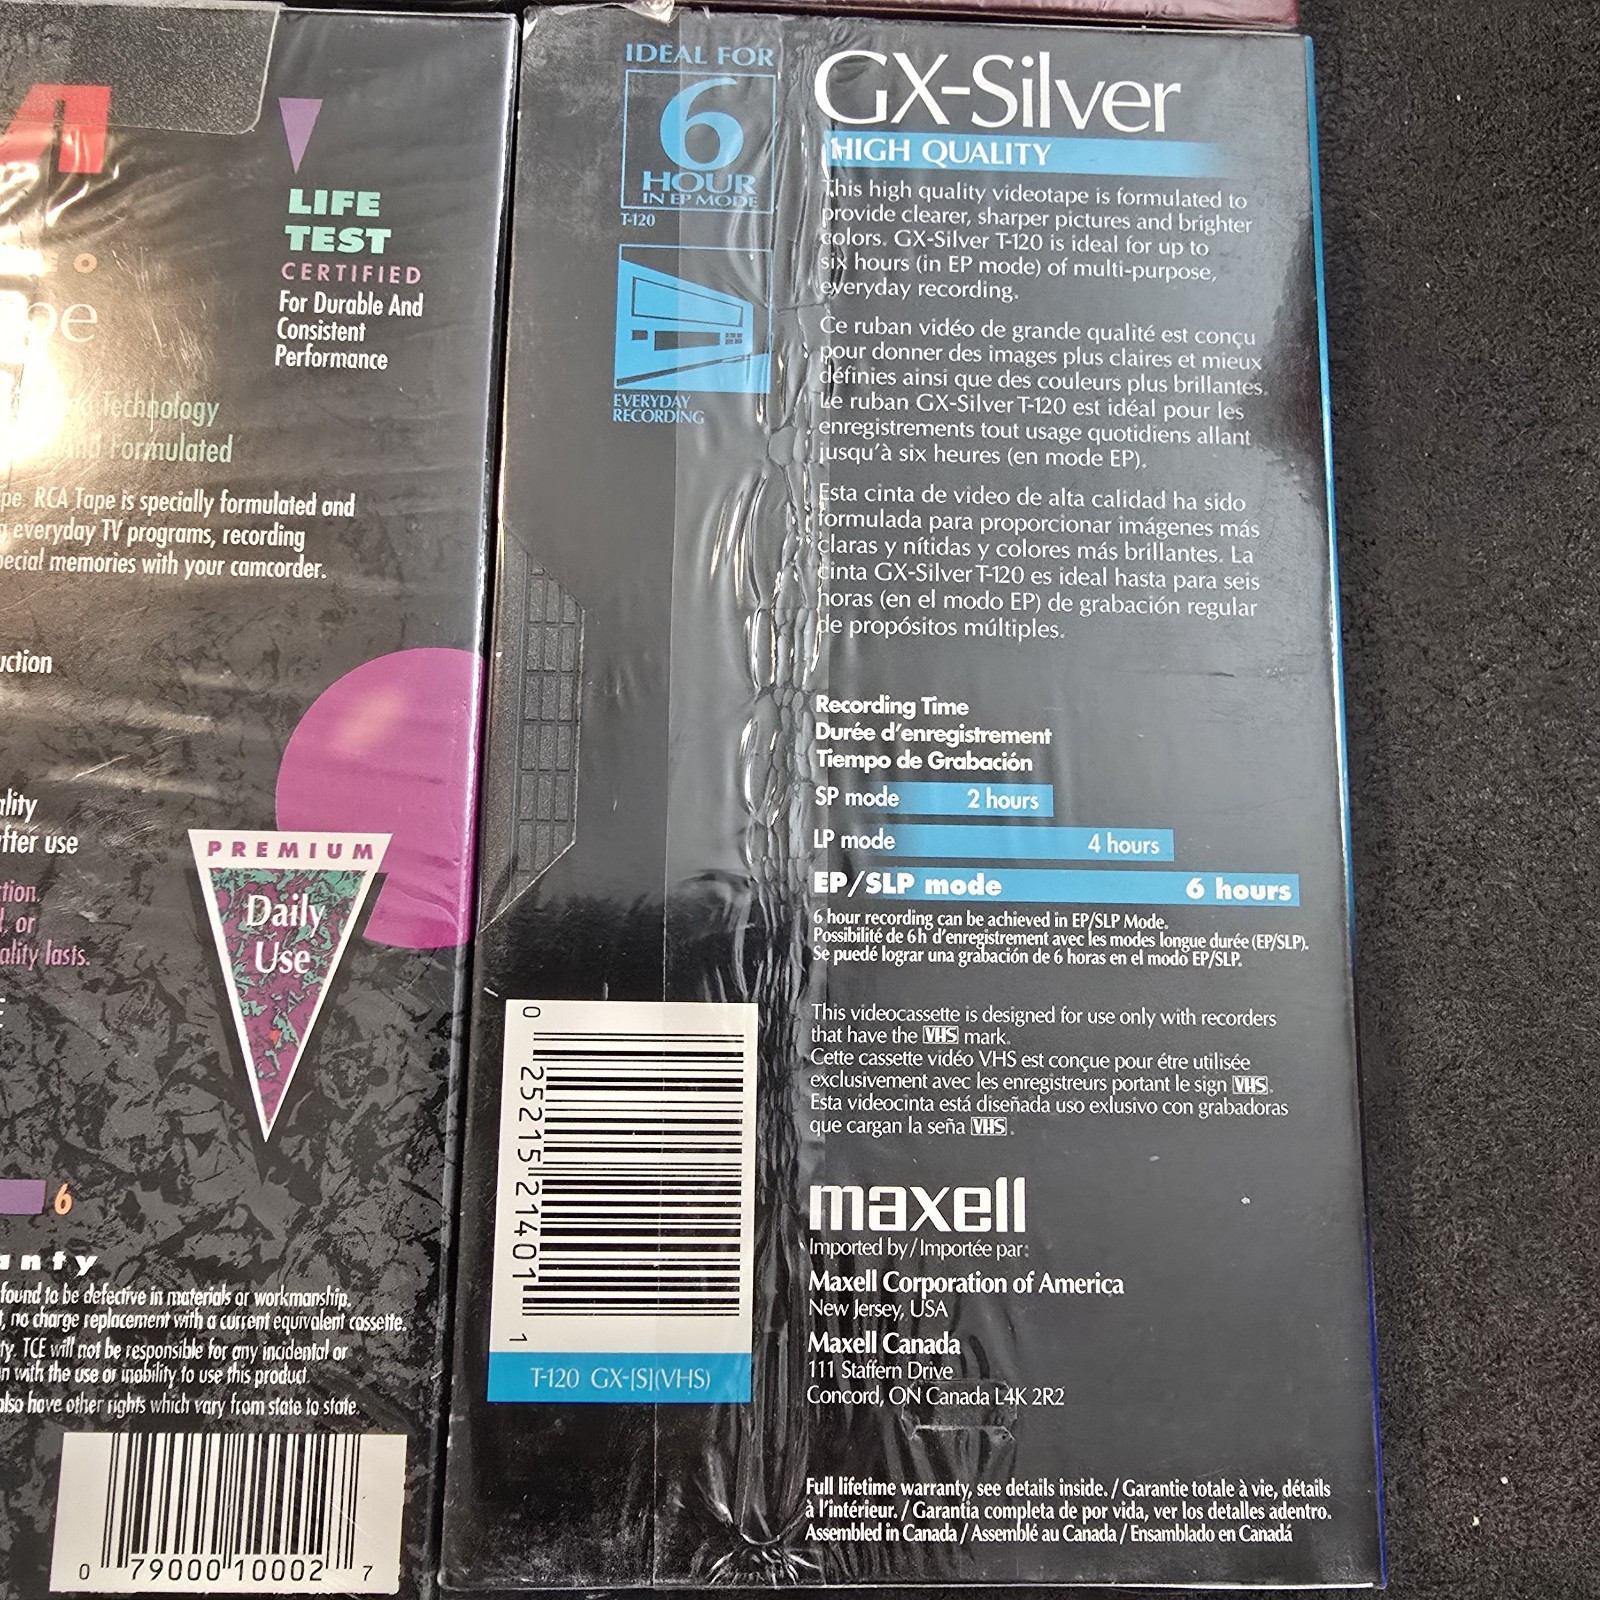 LIFE
TEST
CERTIFIED
For Durable And
Consistent
Performance
Technology
and Formulated
RCA Tape is specially formulated and
everyday TV programs, recording
memories with your camcorder.
after use
or
lasts.
PREMIUM
Daily
Use
6
found to be defective in materials or workmanship.
no charge replacement with a current equivalent cassette.
TCE will not be responsible for any incidental or
with the use or inability to use this product.
also have other rights which vary from state to state.
0 79000 10002 7
IDEAL FOR
6
HOUR
IN EP MODE
T-120
EVERYDAY
RECORDING
0 25215 21401 1
T-120 GX-[S](VHS)
GX-Silver
HIGH QUALITY
This high quality videotape is formulated to
provide clearer, sharper pictures and brighter
colors. GX-Silver T-120 is ideal for up to
six hours (in EP mode) of multi-purpose,
everyday recording.
Ce ruban vidéo de grande qualité est conçu
pour donner des images plus claires et mieux
définies ainsi que des couleurs plus brillantes.
Le ruban GX-Silver T-120 est idéal pour les
enregistrements tout usage quotidiens allant
jusqu'à six heures (en mode EP).
Esta cinta de video de alta calidad ha sido
formulada para proporcionar imágenes más
claras y nítidas y colores más brillantes. La
cinta GX-Silver T-120 es ideal hasta para seis
horas (en el modo EP) de grabación regular
de propósitos múltiples.
Recording Time
Durée d'enregistrement
Tiempo de Grabación
SP mode 2 hours
LP mode 4 hours
EP/SLP mode 6 hours
6 hour recording can be achieved in EP/SLP Mode.
Possibilité de 6 h d'enregistrement avec les modes longue durée (EP/SLP).
Se puedé lograr una grabación de 6 horas en el modo EP/SLP.
This videocassette is designed for use only with recorders
that have the VHS mark.
Cette cassette vidéo VHS est conçue pour étre utilisée
exclusivement avec les enregistreurs portant le sign VHS.
Esta videocinta está diseñada uso exlusivo con grabadoras
que cargan la seña VHS.
maxell
Imported by/Importée par:
Maxell Corporation of America
New Jersey, USA
Maxell Canada
111 Staffern Drive
Concord, ON Canada L4K 2R2
Full lifetime warranty, see details inside. / Garantie totale à vie, détails
à l'intérieur. / Garantia completa de por vida, ver los detalles adentro.
Assembled in Canada / Assemblé au Canada / Ensamblado en Canadá